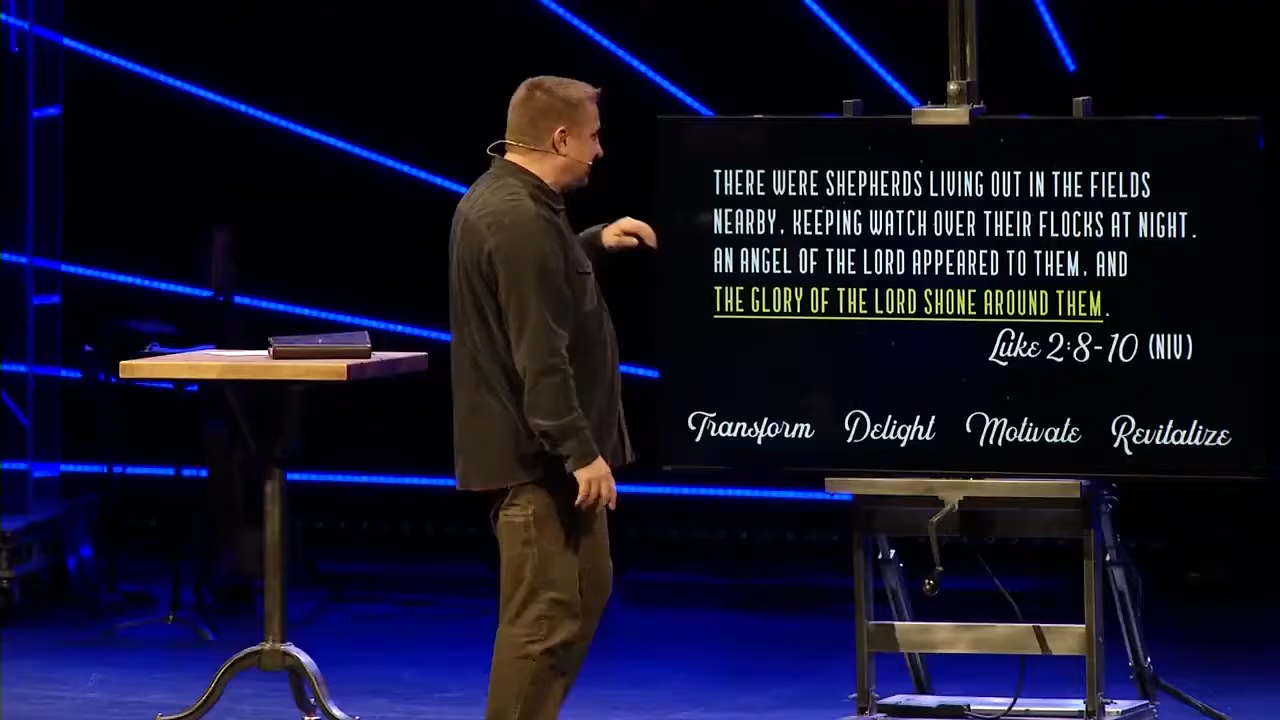 THERE WERE SHEPHERDS LIVING OUT IN THE FIELDS
NEARBY, KEEPING WATCH OVER THEIR FLOCKS AT NIGHT.
AN ANGEL OF THE LORD APPEARED TO THEM, AND
THE GLORY OF THE LORD SHONE AROUND THEM.
Luke 2:8-10 (NIV)
Transform Delight Motivate Revitalize